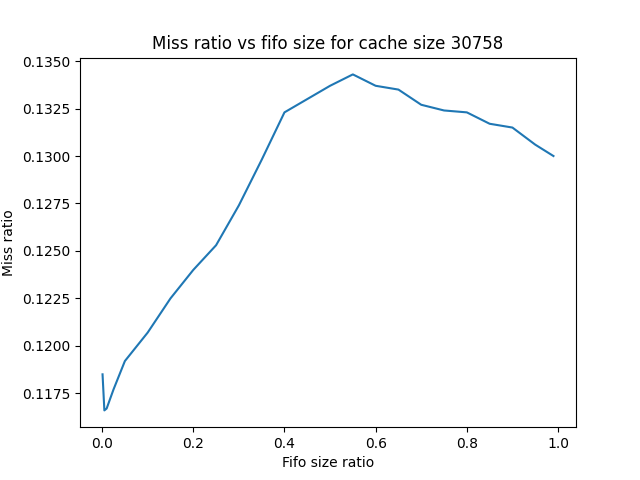 Miss ratio vs fifo size for cache size 30758
0.1350
0.1325
0.1300
0.1275
0.1250
0.1225
0.1200
0.1175
Miss ratio
0.0 0.2 0.4 0.6 0.8 1.0
Fifo size ratio